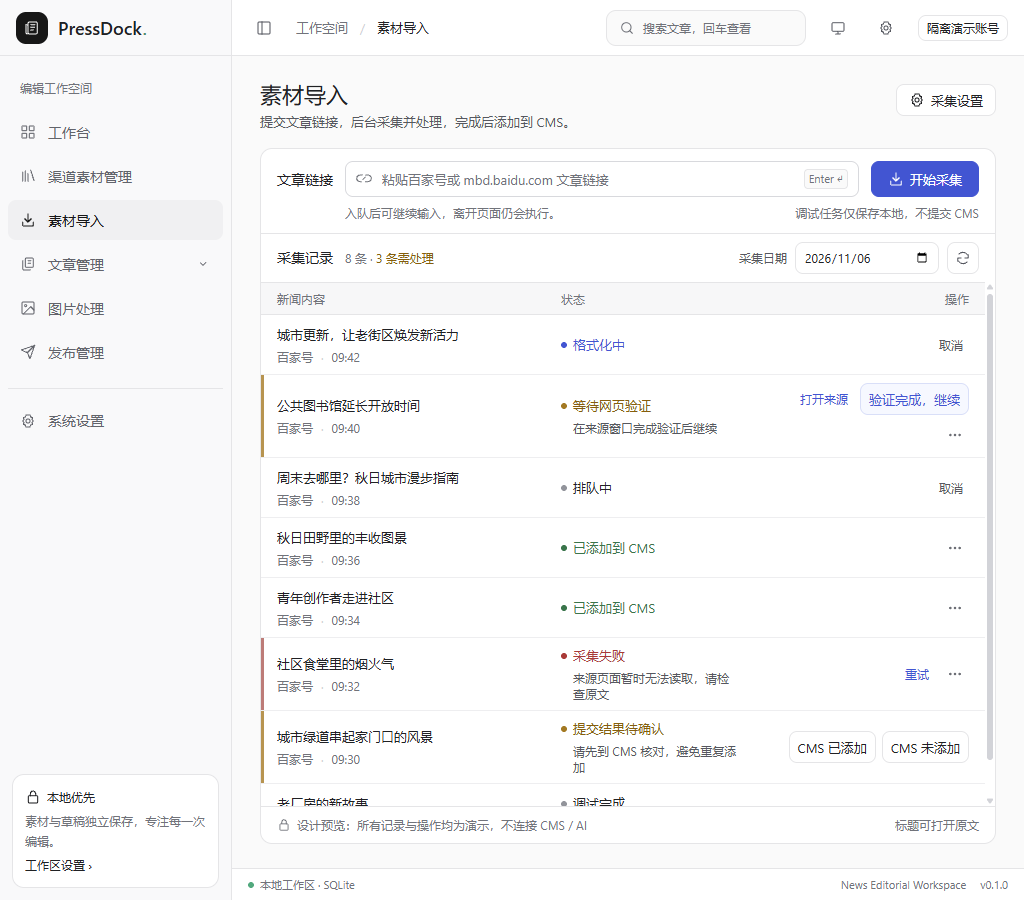 PressDock.
工作空间 / 素材导入
搜索文章，回车查看
隔离演示账号
编辑工作空间
工作台
渠道素材管理
素材导入
文章管理
图片处理
发布管理
系统设置
本地优先
素材与草稿独立保存，专注每一次
编辑。
工作区设置 ›
素材导入
提交文章链接，后台采集并处理，完成后添加到 CMS。
采集设置
文章链接
粘贴百家号或 mbd.baidu.com 文章链接
Enter ↵
开始采集
入队后可继续输入，离开页面仍会执行。
调试任务仅保存本地，不提交 CMS
采集记录 8 条 · 3 条需处理
采集日期 2026/11/06
新闻内容 状态 操作
城市更新，让老街区焕发新活力
百家号 · 09:42
格式化中
取消
公共图书馆延长开放时间
百家号 · 09:40
等待网页验证
在来源窗口完成验证后继续
打开来源
验证完成，继续
周末去哪里？秋日城市漫步指南
百家号 · 09:38
排队中
取消
秋日田野里的丰收图景
百家号 · 09:36
已添加到 CMS
青年创作者走进社区
百家号 · 09:34
已添加到 CMS
社区食堂里的烟火气
百家号 · 09:32
采集失败
来源页面暂时无法读取，请检
查原文
重试
城市绿道串起家门口的风景
百家号 · 09:30
提交结果待确认
请先到 CMS 核对，避免重复添
加
CMS 已添加
CMS 未添加
老厂房的新故事
调试完成
设计预览：所有记录与操作均为演示，不连接 CMS / AI
标题可打开原文
本地工作区 · SQLite
News Editorial Workspace v0.1.0